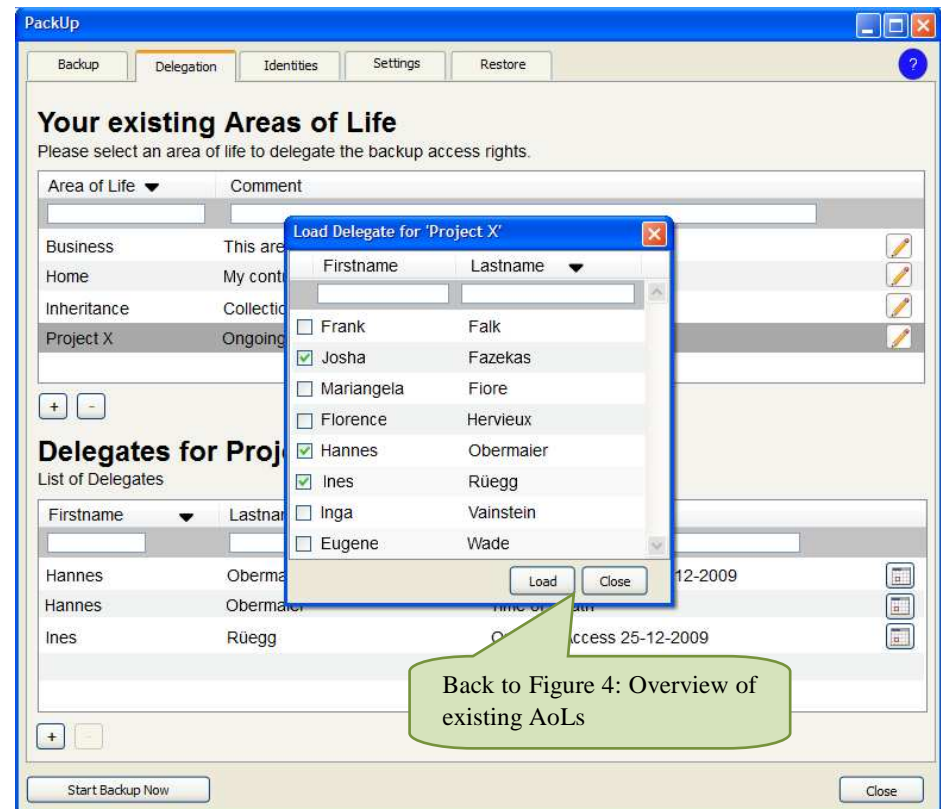 PackUp
Backup Delegation Identities Settings Restore ?
Your existing Areas of Life
Please select an area of life to delegate the backup access rights.
Area of Life Comment
Business This are
Home My contr
Inheritance Collectio
Project X Ongoing
+ -
Load Delegate for 'Project X'
Firstname Lastname
Frank Falk
Josha Fazekas
Mariangela Fiore
Florence Hervieux
Hannes Obermaier
Ines Rüegg
Inga Vainstein
Eugene Wade
Load Close
Delegates for Proj
List of Delegates
Firstname Lastnam
Hannes Oberma 12-2009
Hannes Obermaier
Ines Rüegg ccess 25-12-2009
Back to Figure 4: Overview of
existing AoLs
+ -
Start Backup Now Close